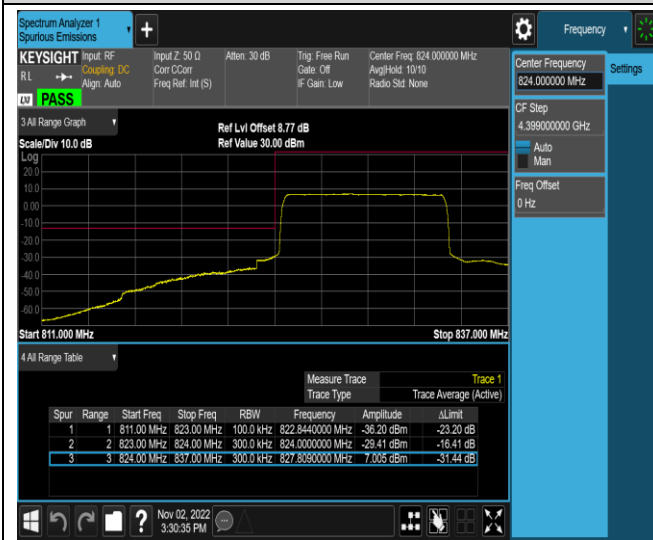 Spectrum Analyzer 1
Spurious Emissions
+
Frequency
KEYSIGHT
RL
LXI
PASS
Input: RF
Coupling: DC
Align: Auto
Input Z: 50 Ω
Corr CCorr
Freq Ref: Int (S)
Atten: 30 dB
Trig: Free Run
Gate: Off
IF Gain: Low
Center Freq: 824.000000 MHz
Avg|Hold: 10/10
Radio Std: None
Center Frequency
824.000000 MHz
Settings
CF Step
4.399000000 GHz
Auto
Man
Freq Offset
0 Hz
3 All Range Graph
Scale/Div 10.0 dB
Ref Lvl Offset 8.77 dB
Ref Value 30.00 dBm
Log
20.0
10.0
0.00
-10.0
-20.0
-30.0
-40.0
-50.0
-60.0
Start 811.000 MHz
Stop 837.000 MHz
4 All Range Table
Measure Trace Trace 1
Trace Type Trace Average (Active)
Spur Range Start Freq Stop Freq RBW Frequency Amplitude ΔLimit
1 1 811.00 MHz 823.00 MHz 100.0 kHz 822.8440000 MHz -36.20 dBm -23.20 dB
2 2 823.00 MHz 824.00 MHz 300.0 kHz 824.0000000 MHz -29.41 dBm -16.41 dB
3 3 824.00 MHz 837.00 MHz 300.0 kHz 827.8090000 MHz 7.005 dBm -31.44 dB
?
Nov 02, 2022
3:30:35 PM